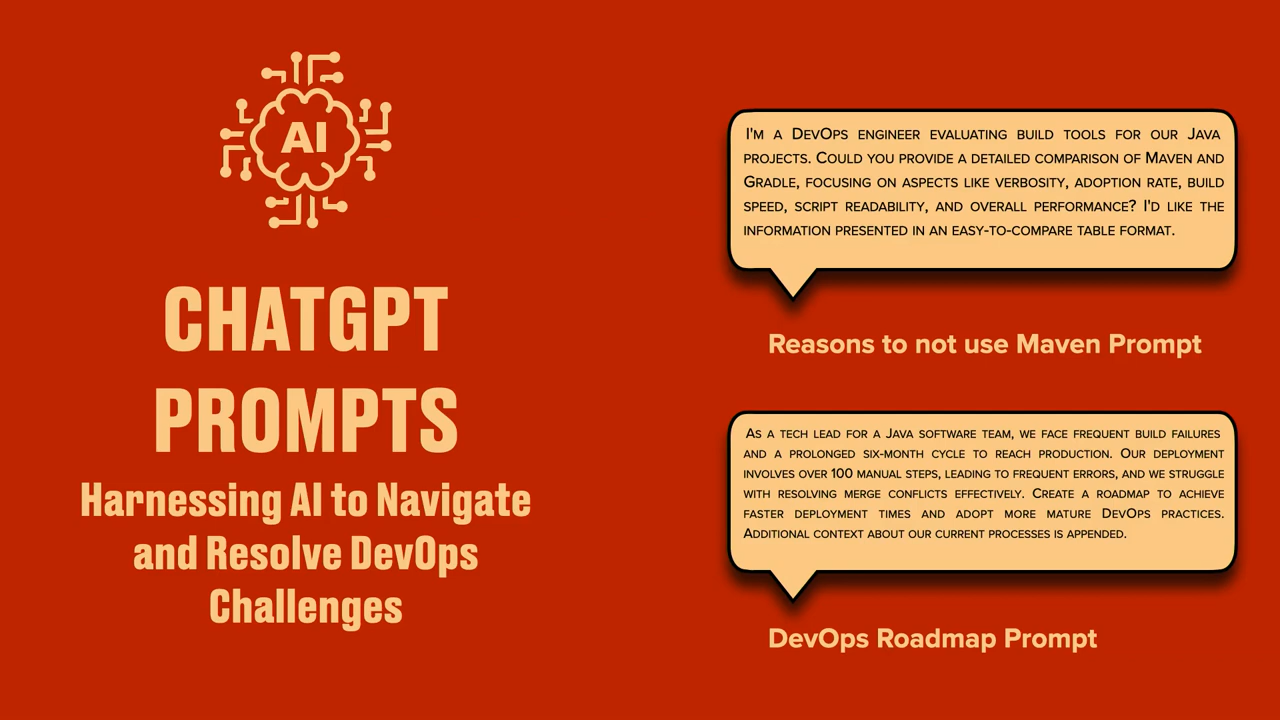 AI
CHATGPT
PROMPTS
Harnessing AI to Navigate
and Resolve DevOps
Challenges
I'm a DevOps engineer evaluating build tools for our Java
projects. Could you provide a detailed comparison of Maven and
Gradle, focusing on aspects like verbosity, adoption rate, build
speed, script readability, and overall performance? I'd like the
information presented in an easy-to-compare table format.
Reasons to not use Maven Prompt
As a tech lead for a Java software team, we face frequent build failures
and a prolonged six-month cycle to reach production. Our deployment
involves over 100 manual steps, leading to frequent errors, and we struggle
with resolving merge conflicts effectively. Create a roadmap to achieve
faster deployment times and adopt more mature DevOps practices.
Additional context about our current processes is appended.
DevOps Roadmap Prompt